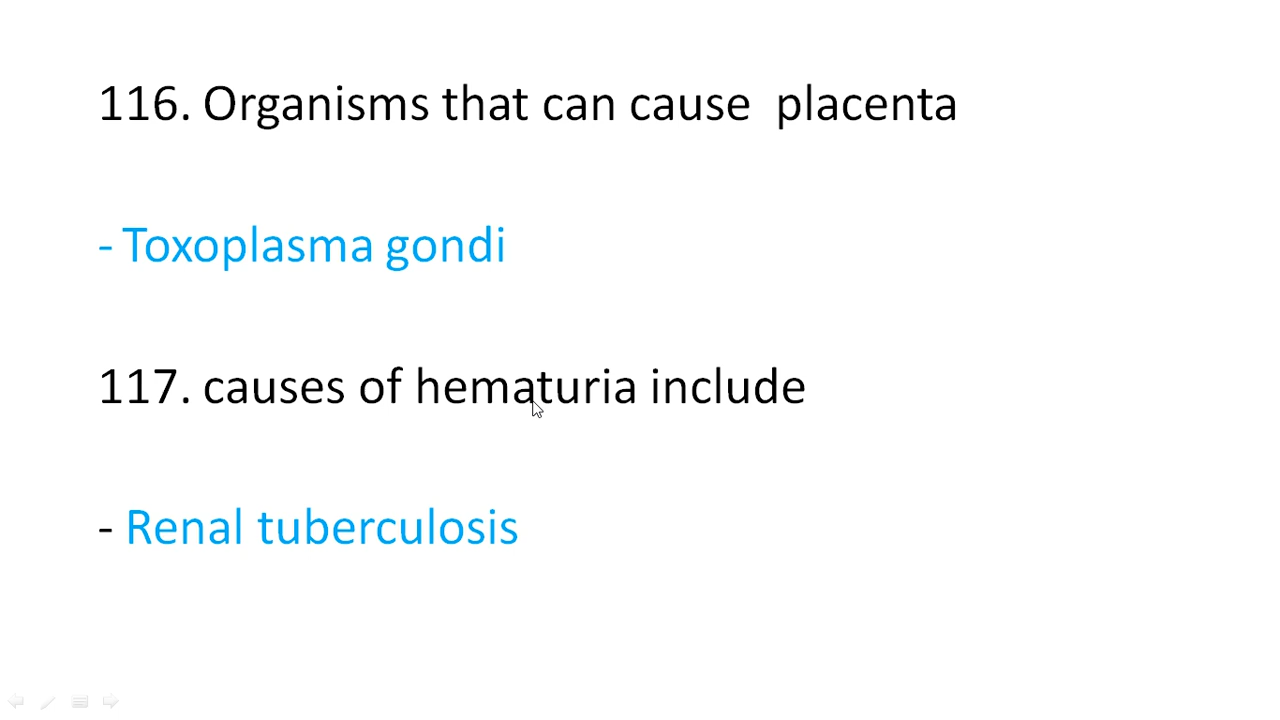 116. Organisms that can cause  placenta
- Toxoplasma gondi
117. causes of hematuria include
- Renal tuberculosis